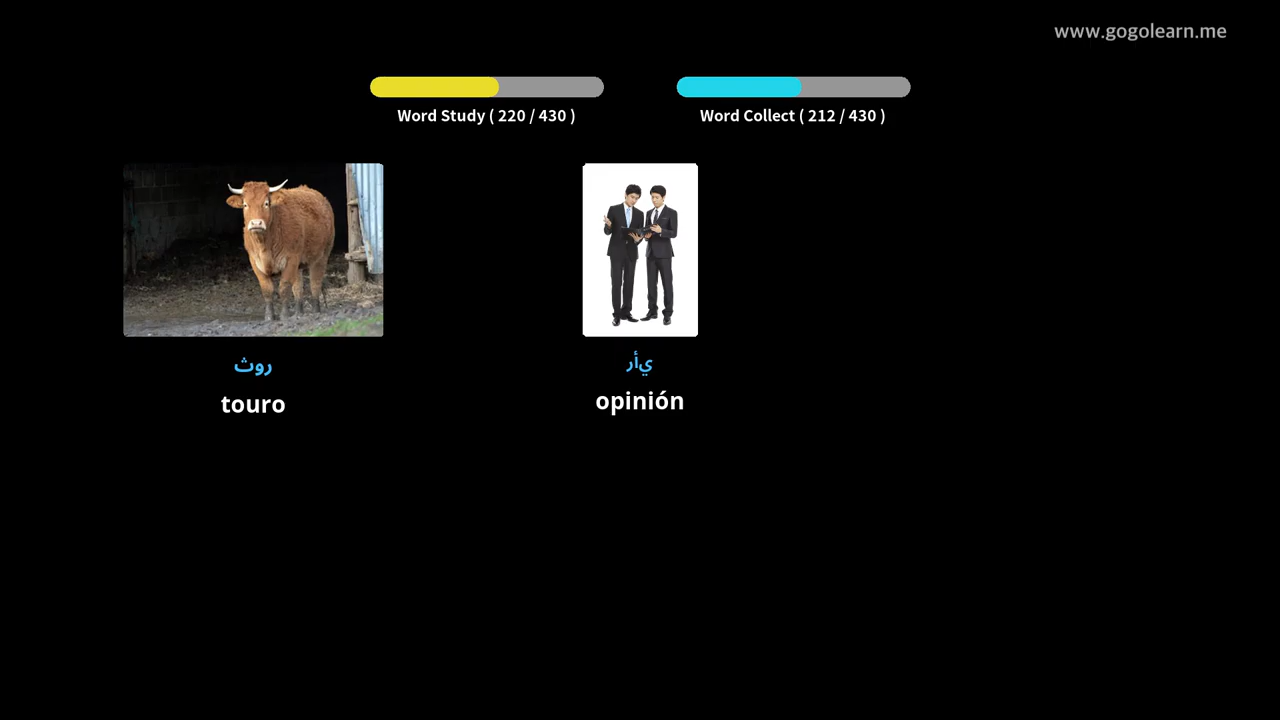 www.gogolearn.me
Word Study ( 220 / 430 )
Word Collect ( 212 / 430 )
روث
touro
يأر
opinión